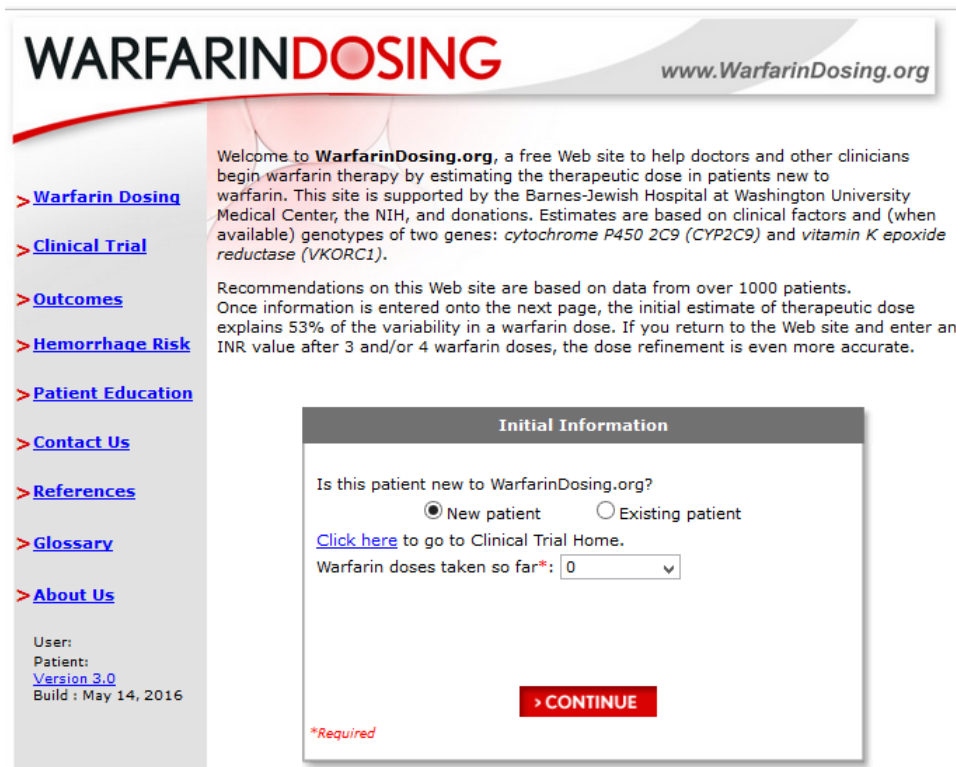 WARFARINDOSING
www.WarfarinDosing.org
> Warfarin Dosing
> Clinical Trial
> Outcomes
> Hemorrhage Risk
> Patient Education
> Contact Us
> References
> Glossary
> About Us
User:
Patient:
Version 3.0
Build : May 14, 2016
Welcome to WarfarinDosing.org, a free Web site to help doctors and other clinicians
begin warfarin therapy by estimating the therapeutic dose in patients new to
warfarin. This site is supported by the Barnes-Jewish Hospital at Washington University
Medical Center, the NIH, and donations. Estimates are based on clinical factors and (when
available) genotypes of two genes: cytochrome P450 2C9 (CYP2C9) and vitamin K epoxide
reductase (VKORC1).
Recommendations on this Web site are based on data from over 1000 patients.
Once information is entered onto the next page, the initial estimate of therapeutic dose
explains 53% of the variability in a warfarin dose. If you return to the Web site and enter an
INR value after 3 and/or 4 warfarin doses, the dose refinement is even more accurate.
Initial Information
Is this patient new to WarfarinDosing.org?
New patient Existing patient
Click here to go to Clinical Trial Home.
Warfarin doses taken so far*: 0
> CONTINUE
*Required